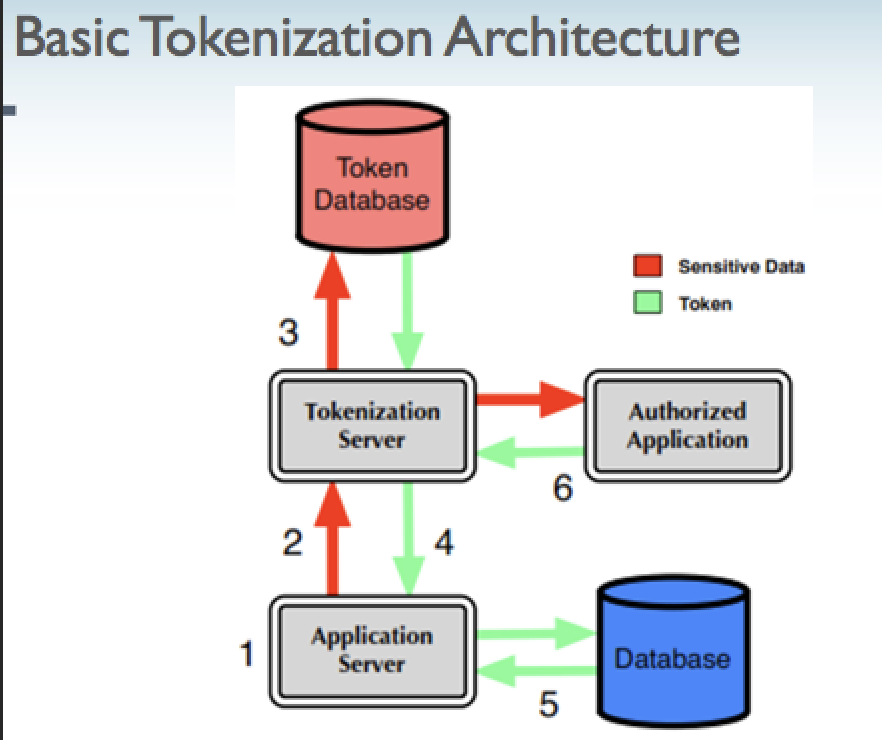 Basic Tokenization Architecture
Token
Database
Sensitive Data
Token
3
Tokenization
Server
Authorized
Application
6
2
4
1
Application
Server
Database
5